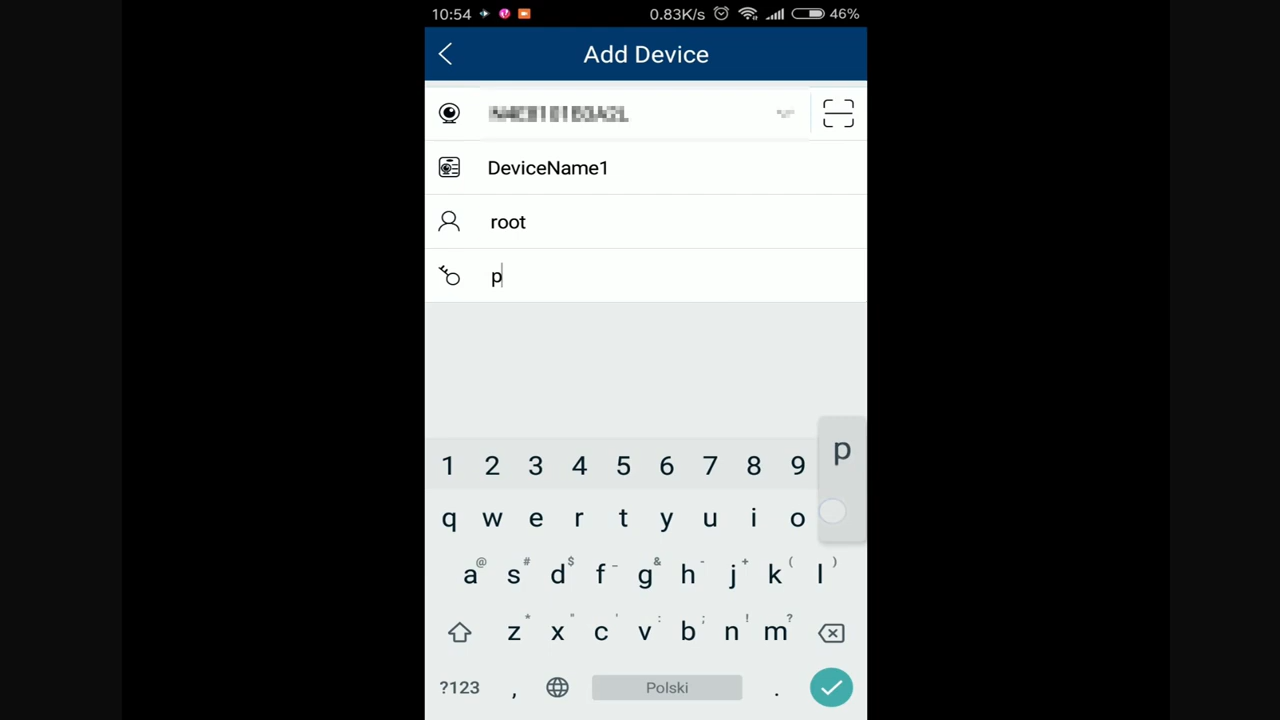 10:54 0.83K/s 46%
Add Device
DeviceName1
root
p
p
1 2 3 4 5 6 7 8 9
q w e r t y u i o
@ # $ _ & - + ( )
a s d f g h j k l
* " ' : ; ! ?
z x c v b n m
?123 , Polski .